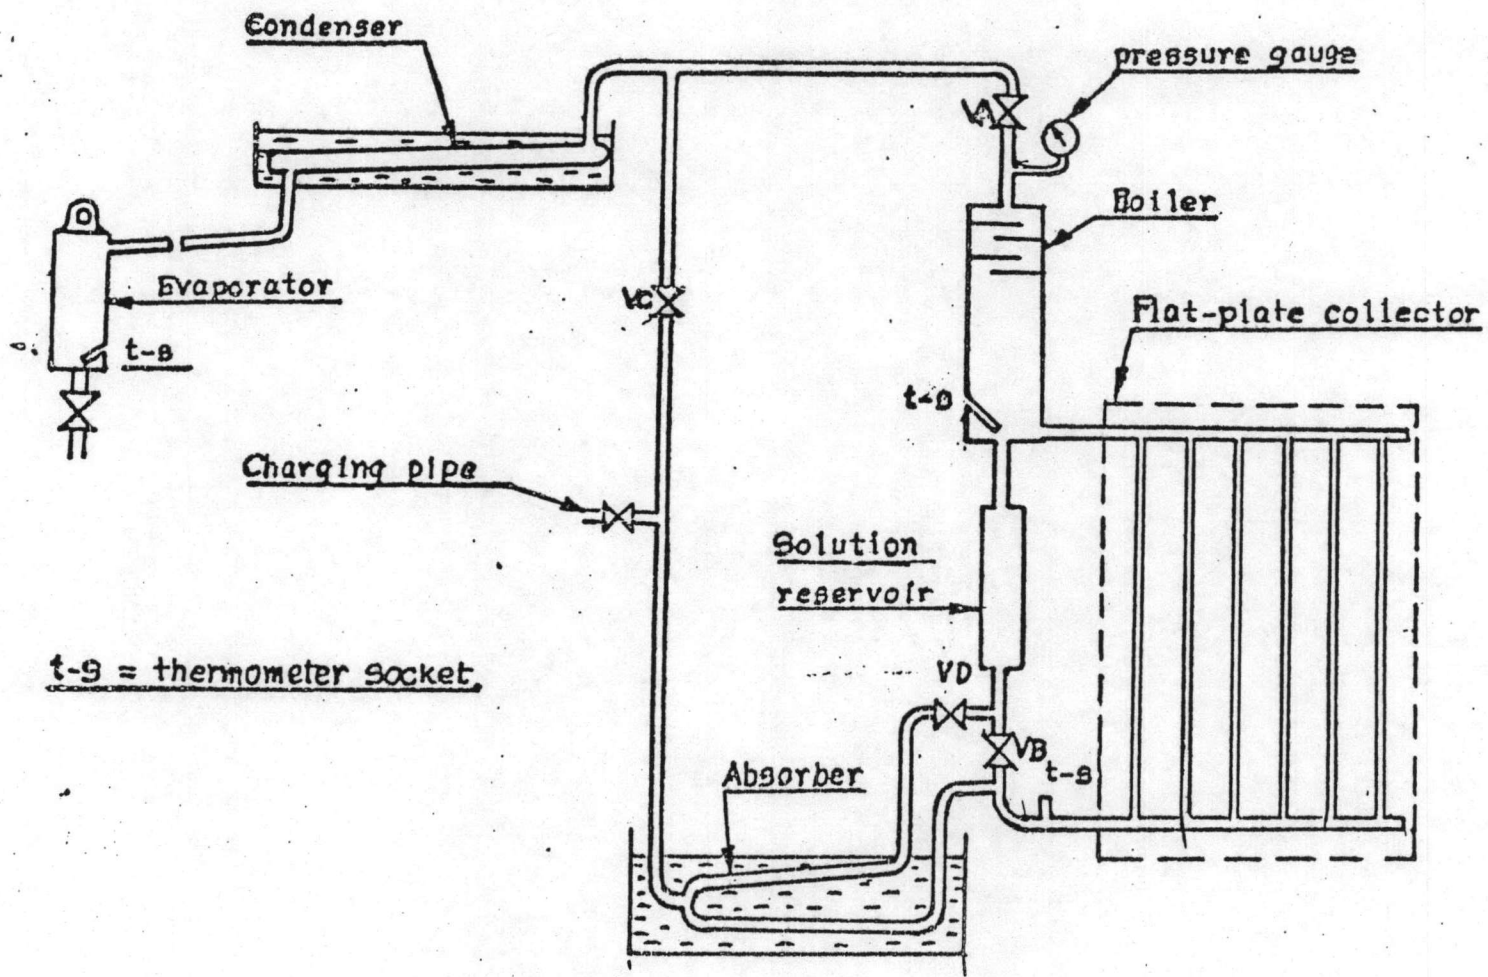 Condenser
pressure gauge
VA
Boiler
Evaporator
VC
Flat-plate collector
t-s
t-s
Charging pipe
Solution
reservoir
t-s = thermometer socket
VD
VB
t-s
Absorber